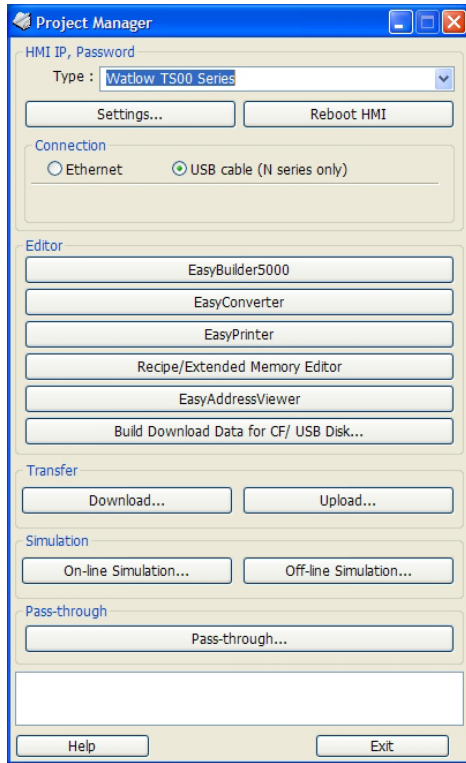 Project Manager
HMI IP, Password
Type : Watlow TS00 Series
Settings... Reboot HMI
Connection
Ethernet USB cable (N series only)
Editor
EasyBuilder5000
EasyConverter
EasyPrinter
Recipe/Extended Memory Editor
EasyAddressViewer
Build Download Data for CF/ USB Disk...
Transfer
Download... Upload...
Simulation
On-line Simulation... Off-line Simulation...
Pass-through
Pass-through...
Help Exit